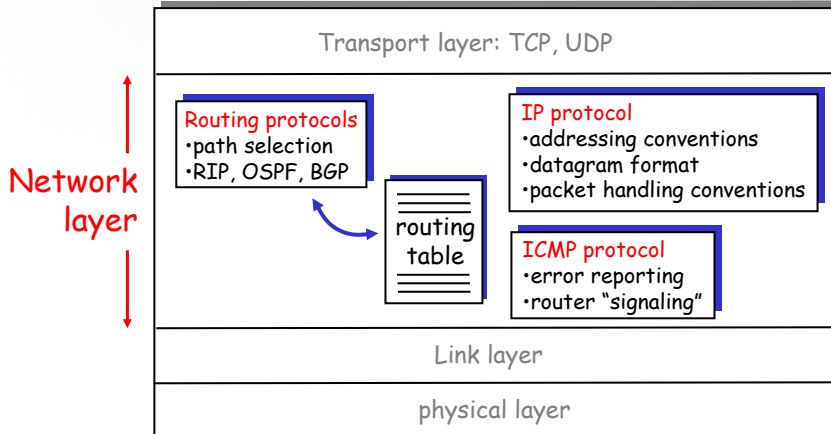 Transport layer: TCP, UDP
Network
layer
Routing protocols
•path selection
•RIP, OSPF, BGP
routing
table
IP protocol
•addressing conventions
•datagram format
•packet handling conventions
ICMP protocol
•error reporting
•router “signaling”
Link layer
physical layer